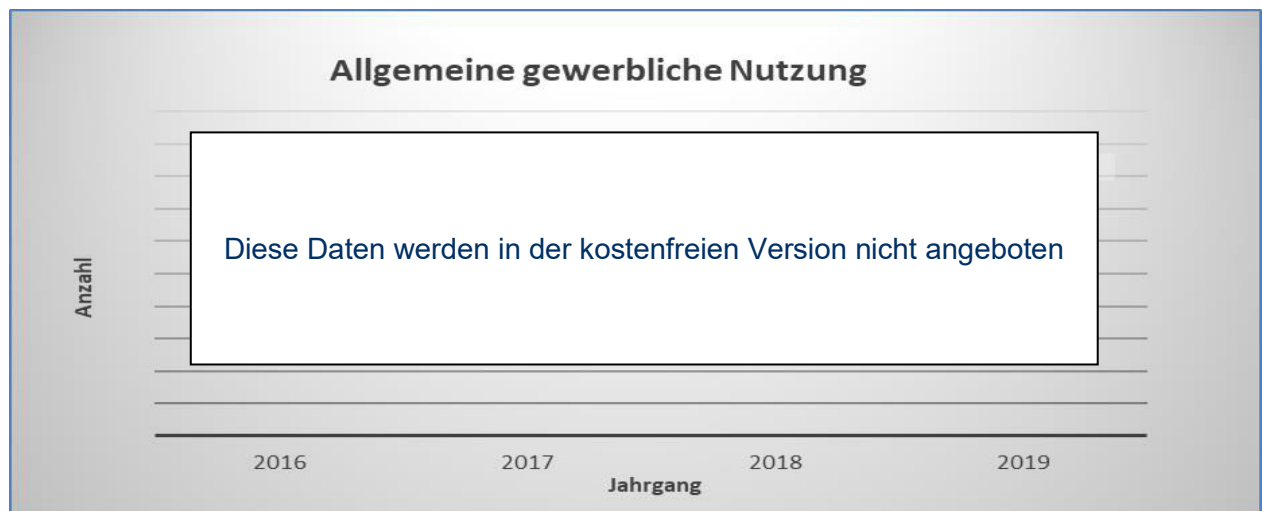 Allgemeine gewerbliche Nutzung
Diese Daten werden in der kostenfreien Version nicht angeboten
Anzahl
2016 2017 2018 2019
Jahrgang